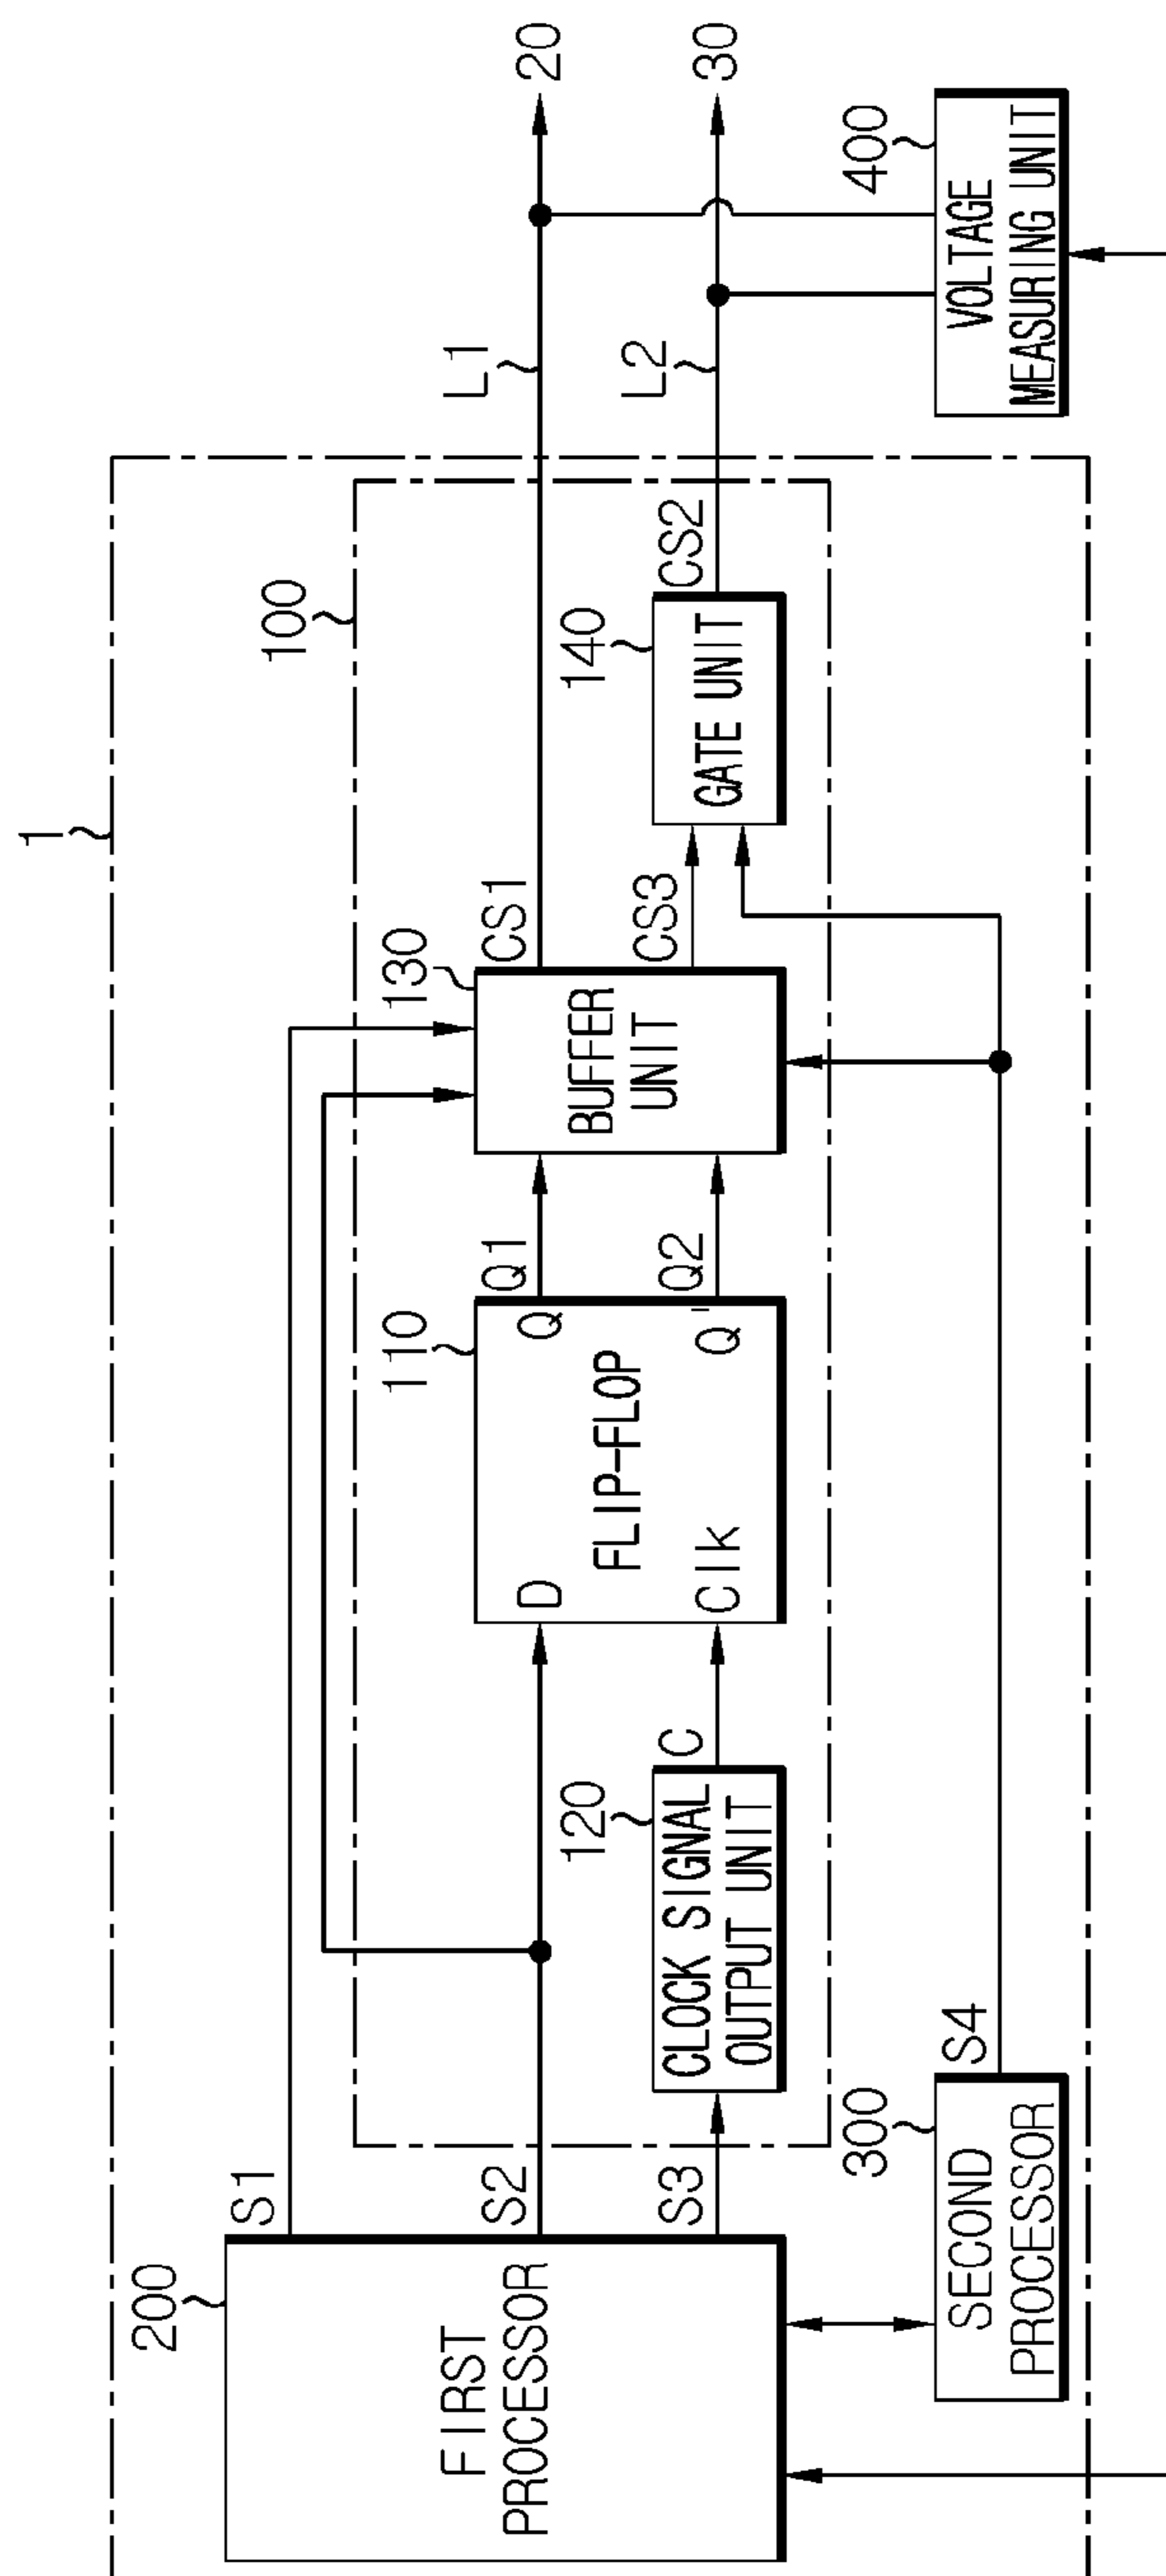 1
100
200
FIRST
PROCESSOR
S1
S2
S3
300
SECOND
PROCESSOR
S4
120
CLOCK SIGNAL
OUTPUT UNIT
C
110
FLIP-FLOP
D
Clk
Q
Q̅
Q1
Q2
130
BUFFER
UNIT
CS1
CS3
140
GATE UNIT
CS2
L1
L2
20
30
400
VOLTAGE
MEASURING UNIT